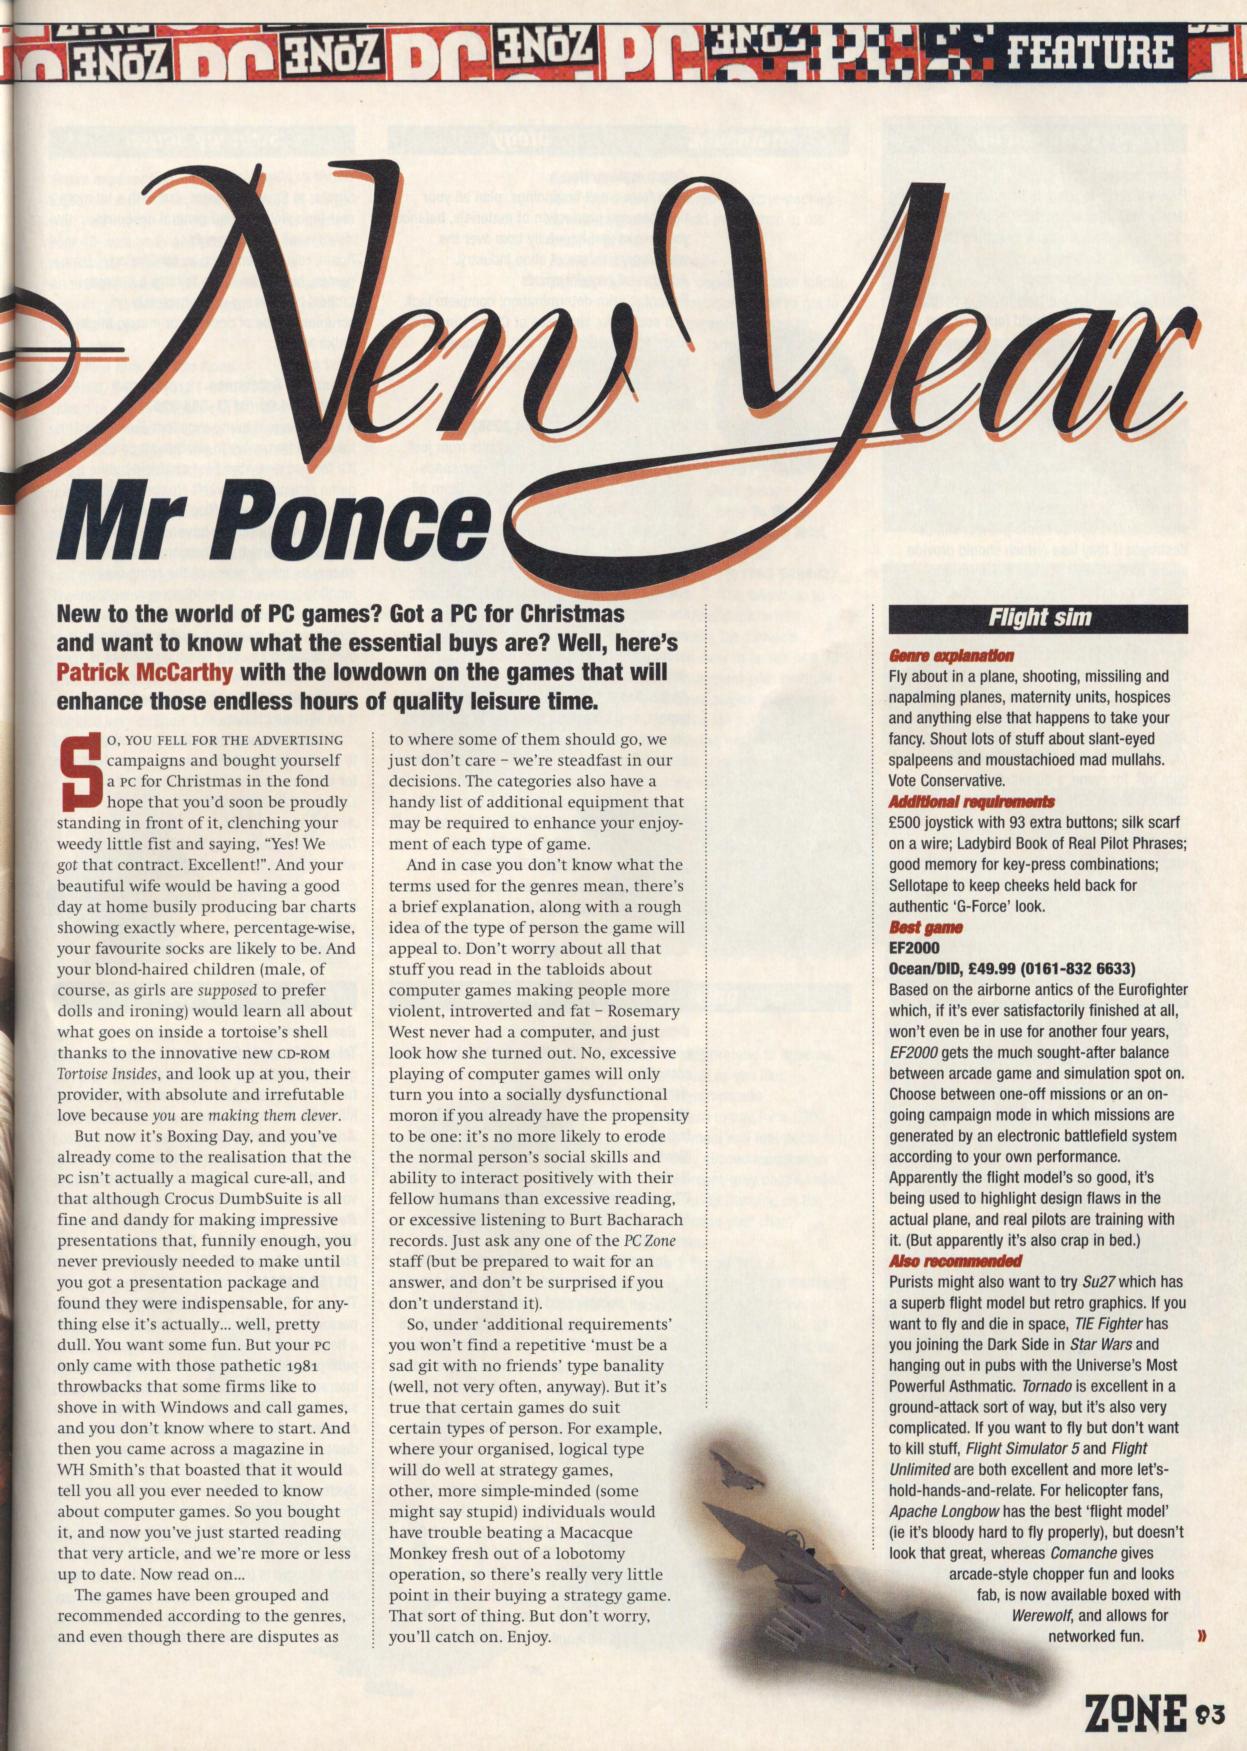 FEATURE
New Year
Mr Ponce
New to the world of PC games? Got a PC for Christmas
and want to know what the essential buys are? Well, here's
Patrick McCarthy with the lowdown on the games that will
enhance those endless hours of quality leisure time.
SO, YOU FELL FOR THE ADVERTISING
campaigns and bought yourself
a PC for Christmas in the fond
hope that you'd soon be proudly
standing in front of it, clenching your
weedy little fist and saying, "Yes! We
got that contract. Excellent!". And your
beautiful wife would be having a good
day at home busily producing bar charts
showing exactly where, percentage-wise,
your favourite socks are likely to be. And
your blond-haired children (male, of
course, as girls are supposed to prefer
dolls and ironing) would learn all about
what goes on inside a tortoise's shell
thanks to the innovative new CD-ROM
Tortoise Insides, and look up at you, their
provider, with absolute and irrefutable
love because you are making them clever.
But now it's Boxing Day, and you've
already come to the realisation that the
PC isn't actually a magical cure-all, and
that although Crocus DumbSuite is all
fine and dandy for making impressive
presentations that, funnily enough, you
never previously needed to make until
you got a presentation package and
found they were indispensable, for any-
thing else it's actually... well, pretty
dull. You want some fun. But your PC
only came with those pathetic 1981
throwbacks that some firms like to
shove in with Windows and call games,
and you don't know where to start. And
then you came across a magazine in
WH Smith's that boasted that it would
tell you all you ever needed to know
about computer games. So you bought
it, and now you've just started reading
that very article, and we're more or less
up to date. Now read on...
The games have been grouped and
recommended according to the genres,
and even though there are disputes as
to where some of them should go, we
just don't care – we're steadfast in our
decisions. The categories also have a
handy list of additional equipment that
may be required to enhance your enjoy-
ment of each type of game.
And in case you don't know what the
terms used for the genres mean, there's
a brief explanation, along with a rough
idea of the type of person the game will
appeal to. Don't worry about all that
stuff you read in the tabloids about
computer games making people more
violent, introverted and fat – Rosemary
West never had a computer, and just
look how she turned out. No, excessive
playing of computer games will only
turn you into a socially dysfunctional
moron if you already have the propensity
to be one: it's no more likely to erode
the normal person's social skills and
ability to interact positively with their
fellow humans than excessive reading,
or excessive listening to Burt Bacharach
records. Just ask any one of the PC Zone
staff (but be prepared to wait for an
answer, and don't be surprised if you
don't understand it).
So, under 'additional requirements'
you won't find a repetitive 'must be a
sad git with no friends' type banality
(well, not very often, anyway). But it's
true that certain games do suit
certain types of person. For example,
where your organised, logical type
will do well at strategy games,
other, more simple-minded (some
might say stupid) individuals would
have trouble beating a Macacque
Monkey fresh out of a lobotomy
operation, so there's really very little
point in their buying a strategy game.
That sort of thing. But don't worry,
you'll catch on. Enjoy.
Flight sim
Genre explanation
Fly about in a plane, shooting, missiling and
napalming planes, maternity units, hospices
and anything else that happens to take your
fancy. Shout lots of stuff about slant-eyed
spalpeens and moustachioed mad mullahs.
Vote Conservative.
Additional requirements
£500 joystick with 93 extra buttons; silk scarf
on a wire; Ladybird Book of Real Pilot Phrases;
good memory for key-press combinations;
Sellotape to keep cheeks held back for
authentic 'G-Force' look.
Best game
EF2000
Ocean/DID, £49.99 (0161-832 6633)
Based on the airborne antics of the Eurofighter
which, if it's ever satisfactorily finished at all,
won't even be in use for another four years,
EF2000 gets the much sought-after balance
between arcade game and simulation spot on.
Choose between one-off missions or an on-
going campaign mode in which missions are
generated by an electronic battlefield system
according to your own performance.
Apparently the flight model's so good, it's
being used to highlight design flaws in the
actual plane, and real pilots are training with
it. (But apparently it's also crap in bed.)
Also recommended
Purists might also want to try Su27 which has
a superb flight model but retro graphics. If you
want to fly and die in space, TIE Fighter has
you joining the Dark Side in Star Wars and
hanging out in pubs with the Universe's Most
Powerful Asthmatic. Tornado is excellent in a
ground-attack sort of way, but it's also very
complicated. If you want to fly but don't want
to kill stuff, Flight Simulator 5 and Flight
Unlimited are both excellent and more let's-
hold-hands-and-relate. For helicopter fans,
Apache Longbow has the best 'flight model'
(ie it's bloody hard to fly properly), but doesn't
look that great, whereas Comanche gives
arcade-style chopper fun and looks
fab, is now available boxed with
Werewolf, and allows for
networked fun. »
ZONE 83